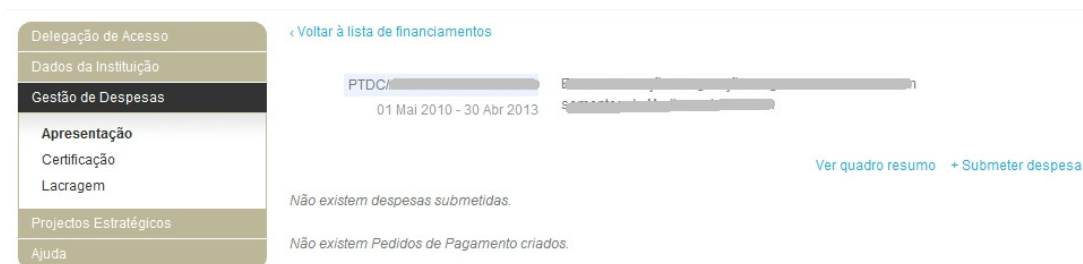 Delegação de Acesso
Dados da Instituição
Gestão de Despesas
Apresentação
Certificação
Lacragem
Projectos Estratégicos
Ajuda
‹ Voltar à lista de financiamentos
PTDC/
01 Mai 2010 - 30 Abr 2013
Ver quadro resumo + Submeter despesa
Não existem despesas submetidas.
Não existem Pedidos de Pagamento criados.